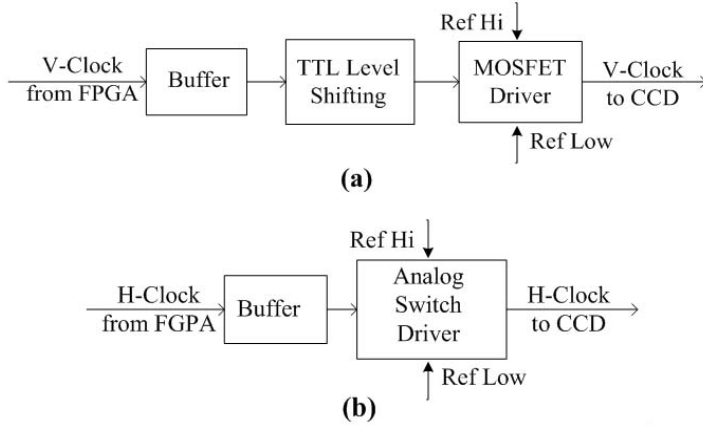 Ref Hi
V-Clock
from FPGA
Buffer
TTL Level
Shifting
MOSFET
Driver
V-Clock
to CCD
Ref Low
(a)
Ref Hi
H-Clock
from FGPA
Buffer
Analog
Switch
Driver
H-Clock
to CCD
Ref Low
(b)